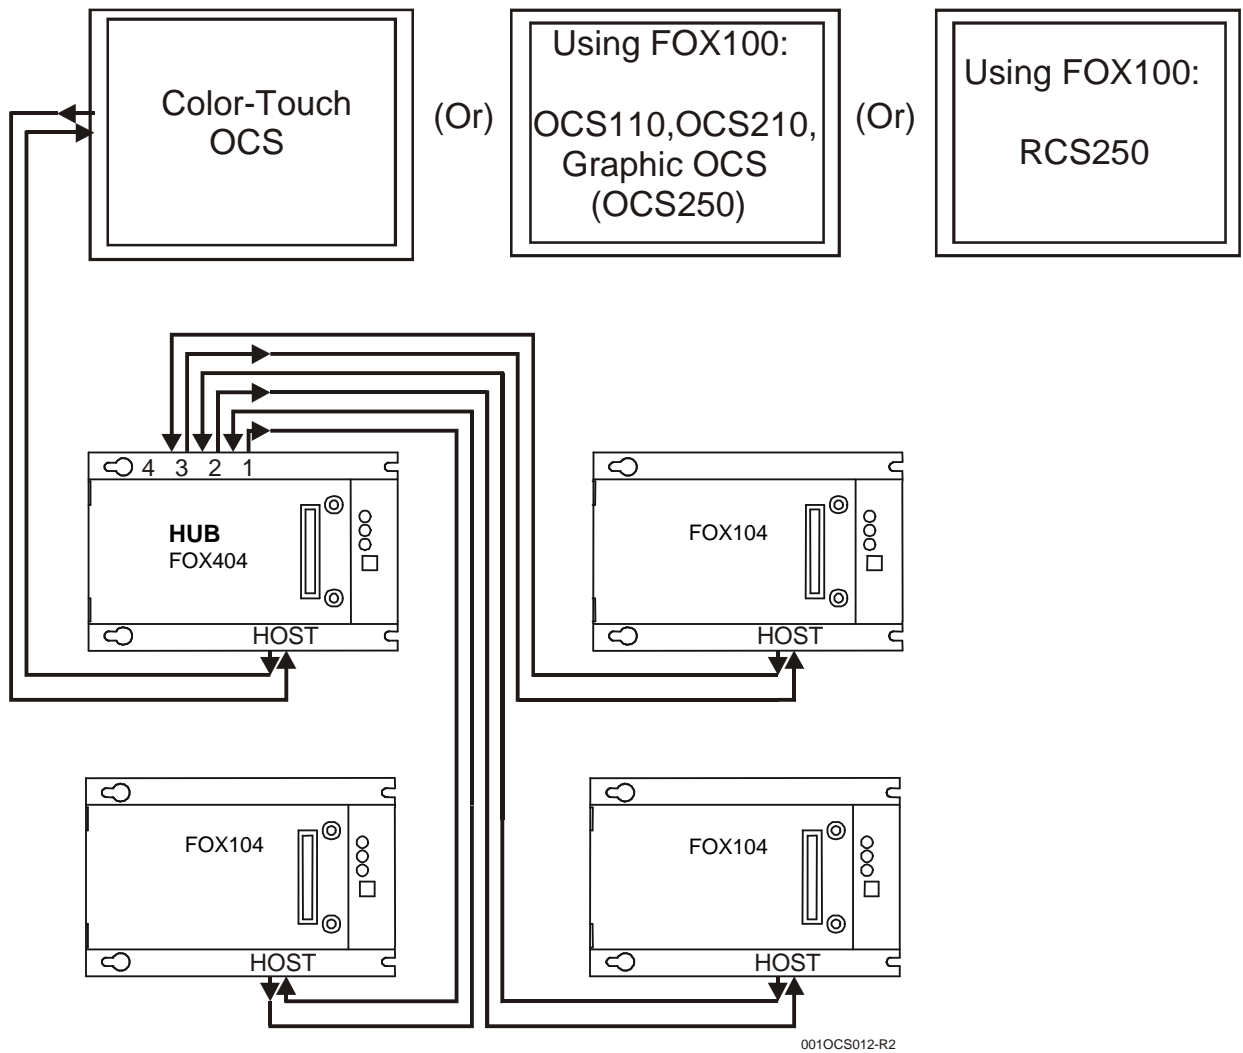 Color-Touch
OCS
(Or)
Using FOX100:
OCS110,OCS210,
Graphic OCS
(OCS250)
(Or)
Using FOX100:
RCS250
4 3 2 1
HUB
FOX404
HOST
FOX104
HOST
FOX104
HOST
FOX104
HOST
001OCS012-R2